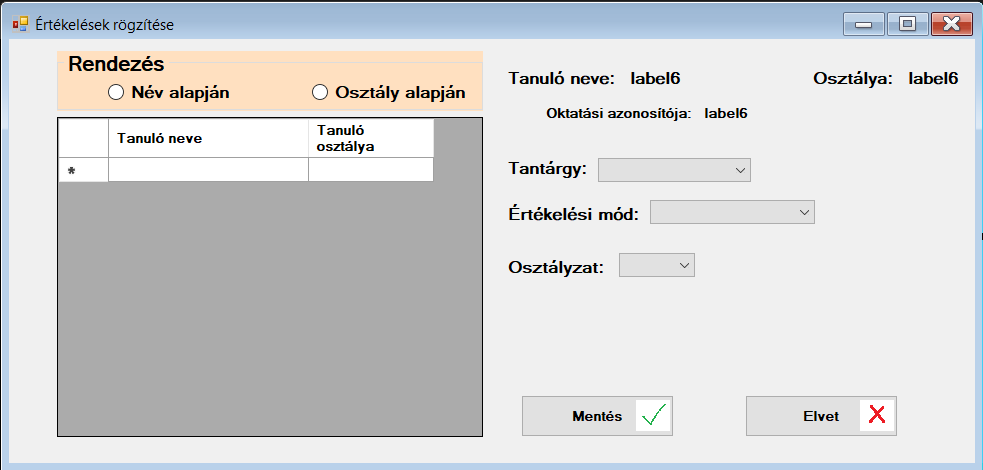 Értékelések rögzítése
Rendezés
Név alapján Osztály alapján
Tanuló neve Tanuló
osztálya
*
Tanuló neve: label6 Osztálya: label6
Oktatási azonosítója: label6
Tantárgy:
Értékelési mód:
Osztályzat:
Mentés Elvet